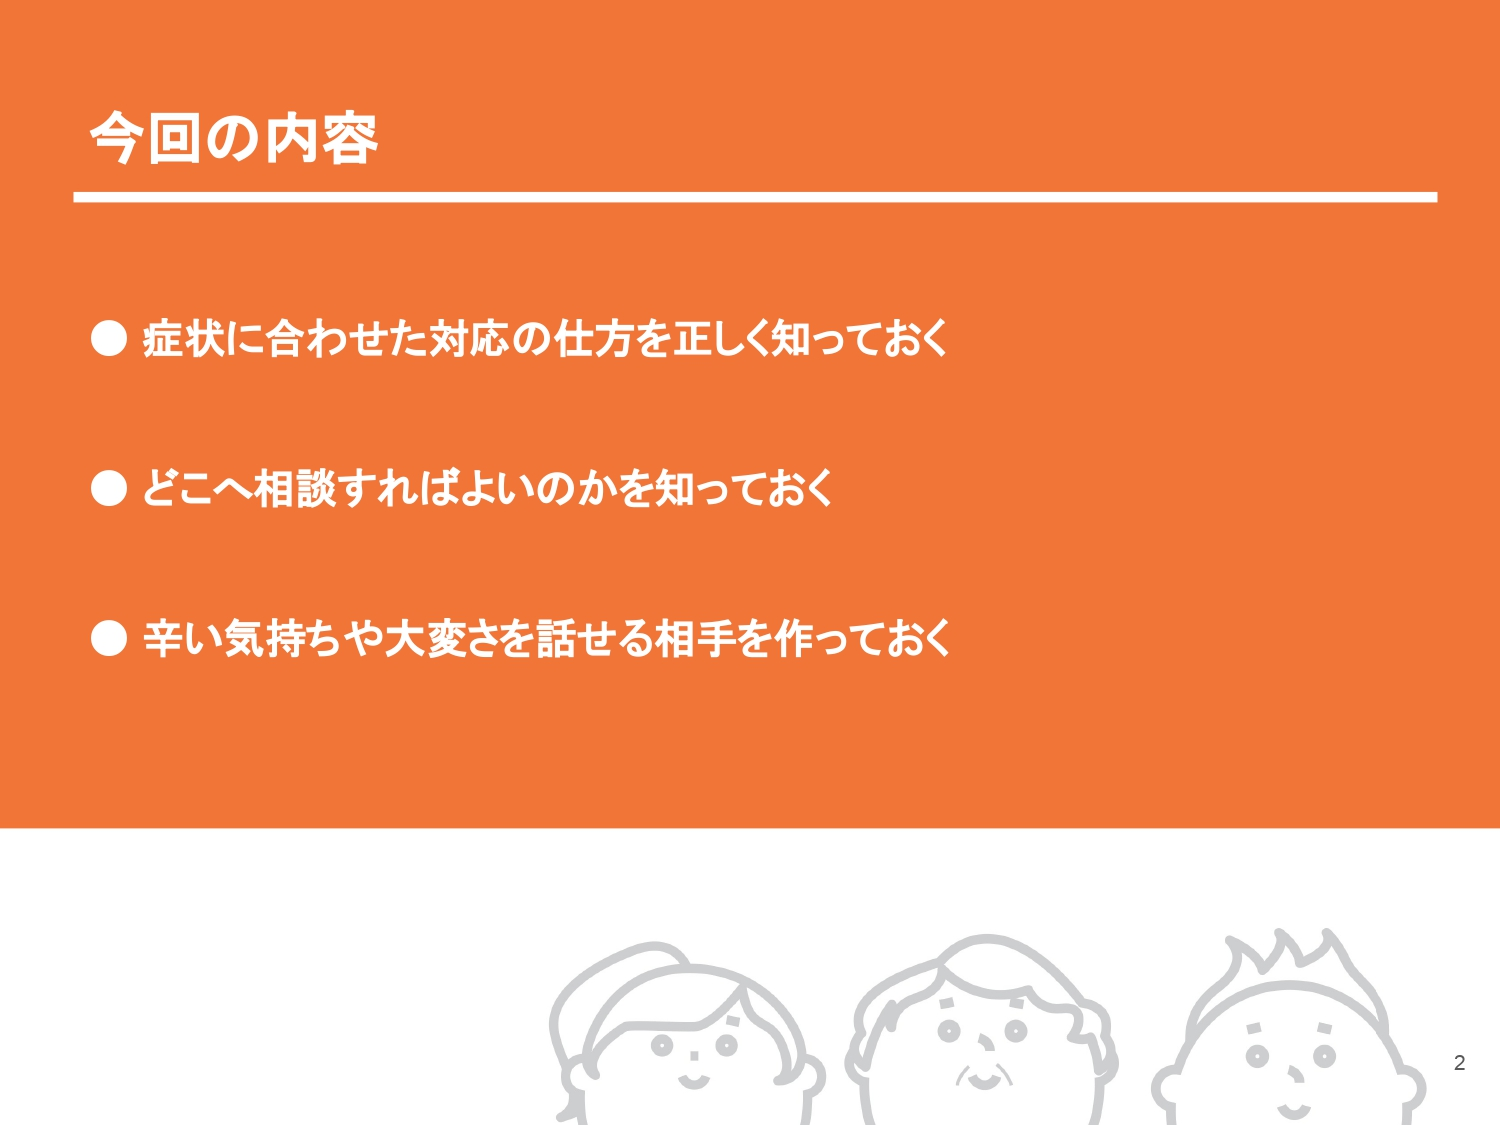 今回の内容
● 症状に合わせた対応の仕方を正しく知っておく
● どこへ相談すればよいのかを知っておく
● 辛い気持ちや大変さを話せる相手を作っておく
2